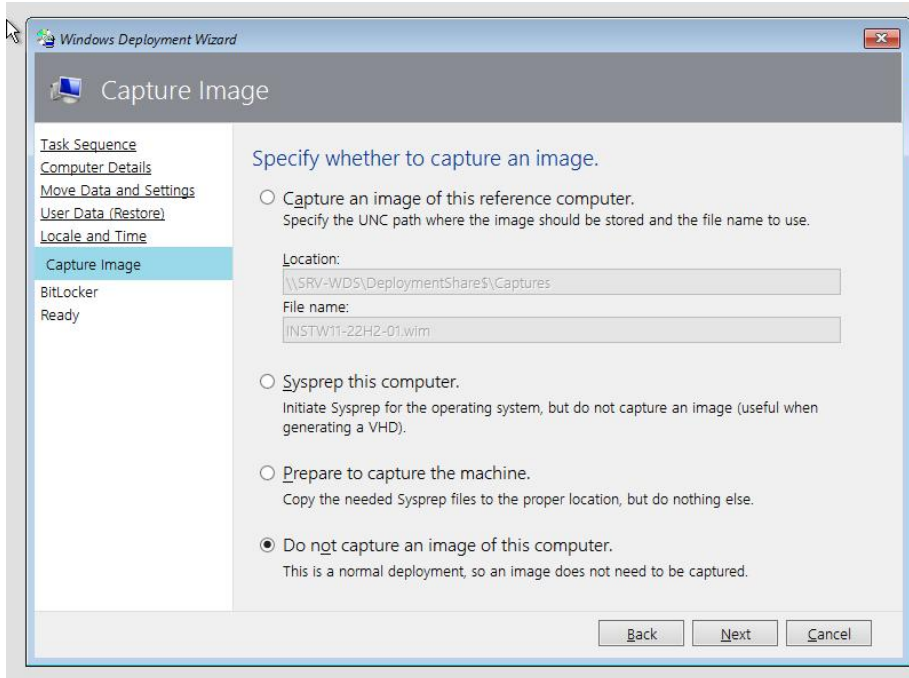 Windows Deployment Wizard
Capture Image
Task Sequence
Computer Details
Move Data and Settings
User Data (Restore)
Locale and Time
Capture Image
BitLocker
Ready
Specify whether to capture an image.
Capture an image of this reference computer.
Specify the UNC path where the image should be stored and the file name to use.
Location:
\\SRV-WDS\DeploymentShare$\Captures
File name:
INSTW11-22H2-01.wim
Sysprep this computer.
Initiate Sysprep for the operating system, but do not capture an image (useful when
generating a VHD).
Prepare to capture the machine.
Copy the needed Sysprep files to the proper location, but do nothing else.
Do not capture an image of this computer.
This is a normal deployment, so an image does not need to be captured.
Back Next Cancel